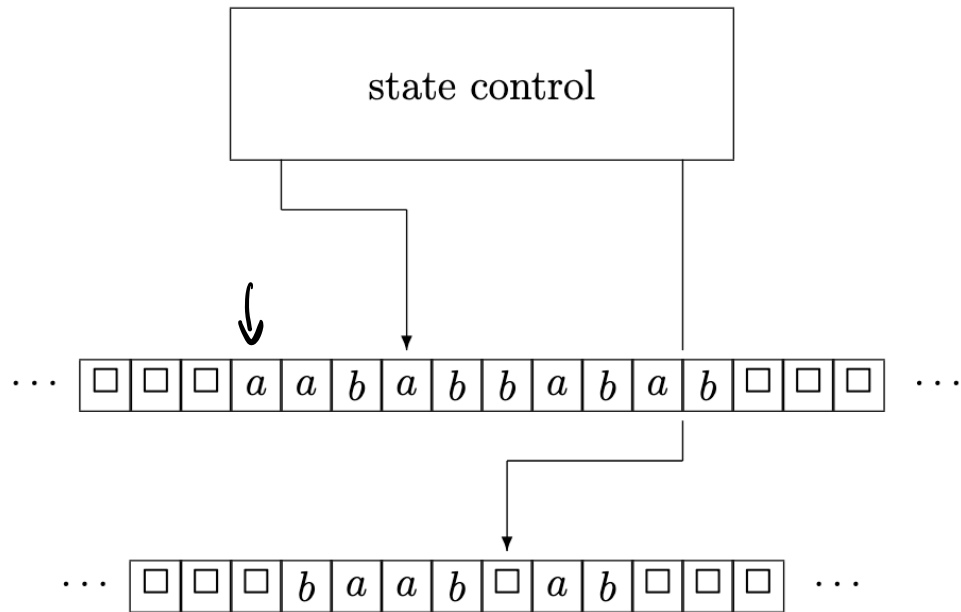 state control
··· □ □ □ a a b a b b a b a b □ □ □ ···
··· □ □ □ b a a b □ a b □ □ □ ···